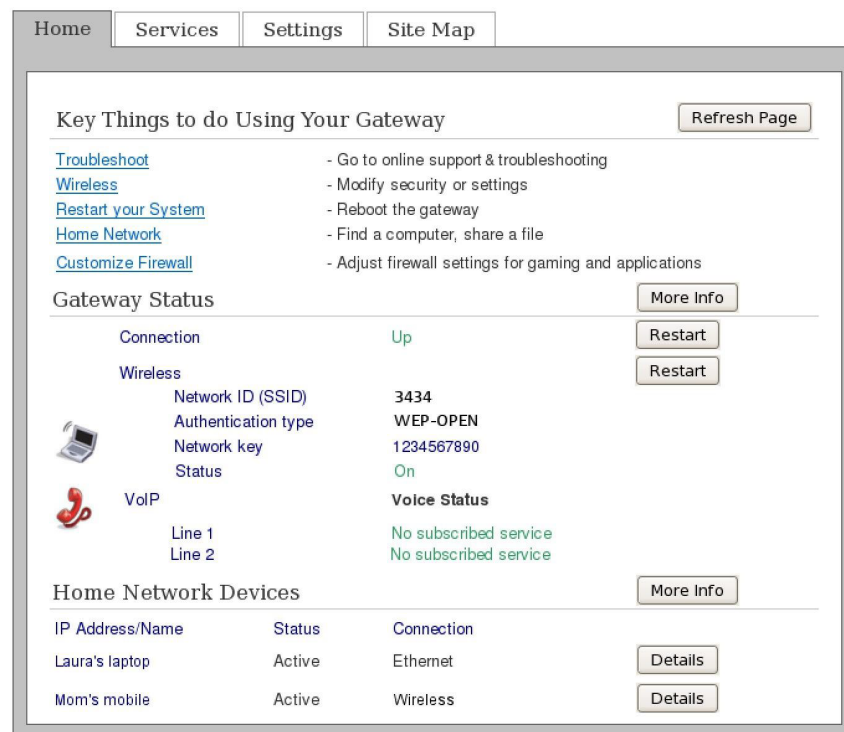 Home Services Settings Site Map
Key Things to do Using Your Gateway Refresh Page
Troubleshoot - Go to online support & troubleshooting
Wireless - Modify security or settings
Restart your System - Reboot the gateway
Home Network - Find a computer, share a file
Customize Firewall - Adjust firewall settings for gaming and applications
Gateway Status More Info
Connection Up Restart
Wireless Restart
Network ID (SSID) 3434
Authentication type WEP-OPEN
Network key 1234567890
Status On
VoIP Voice Status
Line 1 No subscribed service
Line 2 No subscribed service
Home Network Devices More Info
IP Address/Name Status Connection
Laura's laptop Active Ethernet Details
Mom's mobile Active Wireless Details